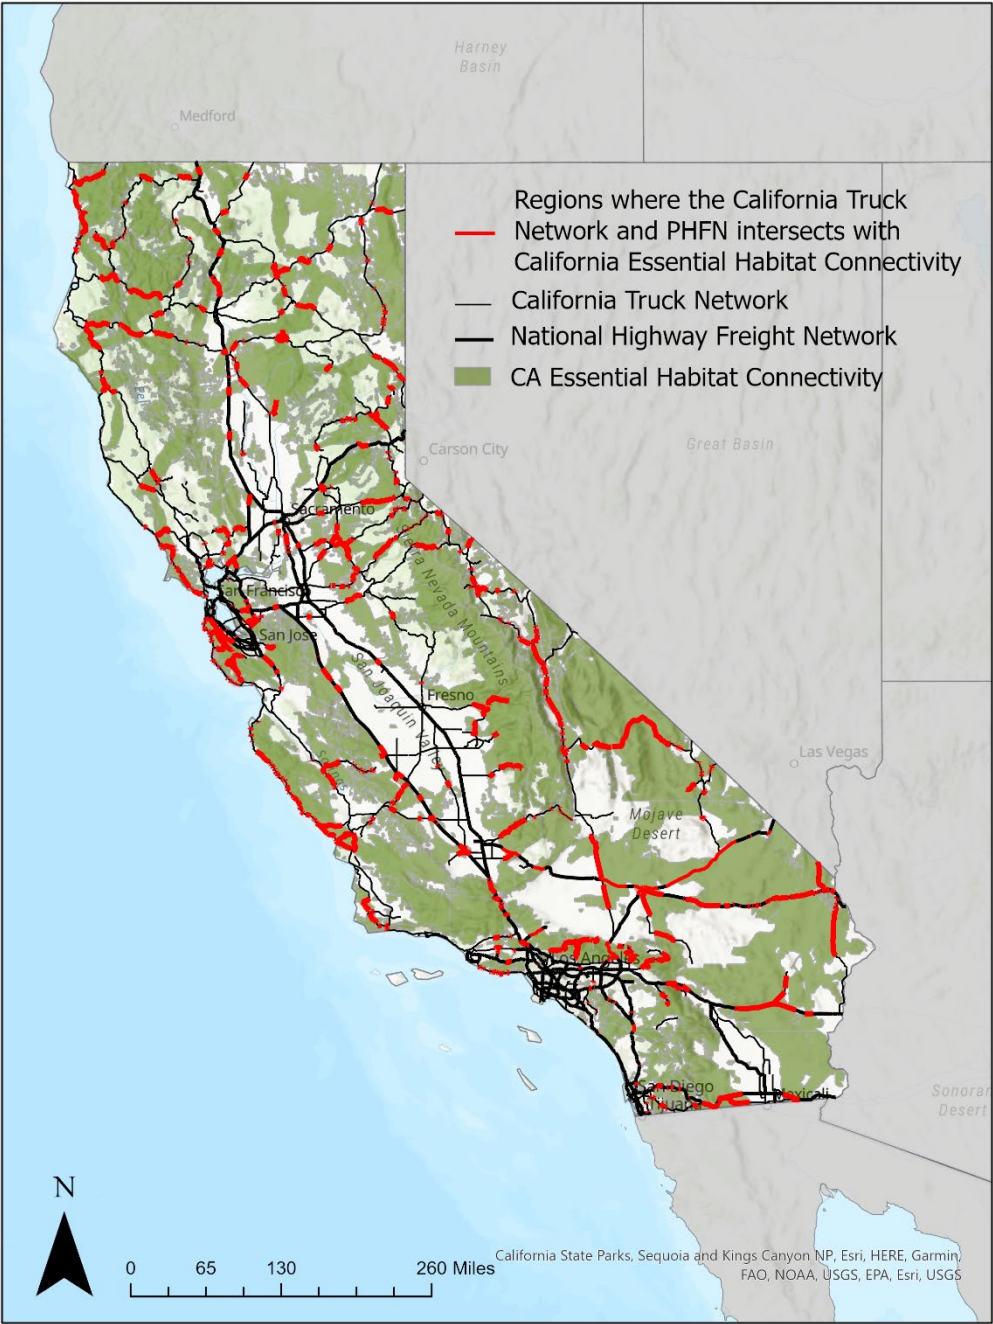 Harney
Basin
Medford
Regions where the California Truck
Network and PHFN intersects with
California Essential Habitat Connectivity
California Truck Network
National Highway Freight Network
CA Essential Habitat Connectivity
Carson City
Great Basin
Eel
Sacramento
Sierra Nevada Mountains
San Francisco
San Jose
San Joaquin Valley
Fresno
Salinas
Las Vegas
Mojave
Desert
Los Angeles
San Diego
Tijuana
Mexicali
Sonoran
Desert
N
0 65 130 260 Miles
California State Parks, Sequoia and Kings Canyon NP, Esri, HERE, Garmin,
FAO, NOAA, USGS, EPA, Esri, USGS